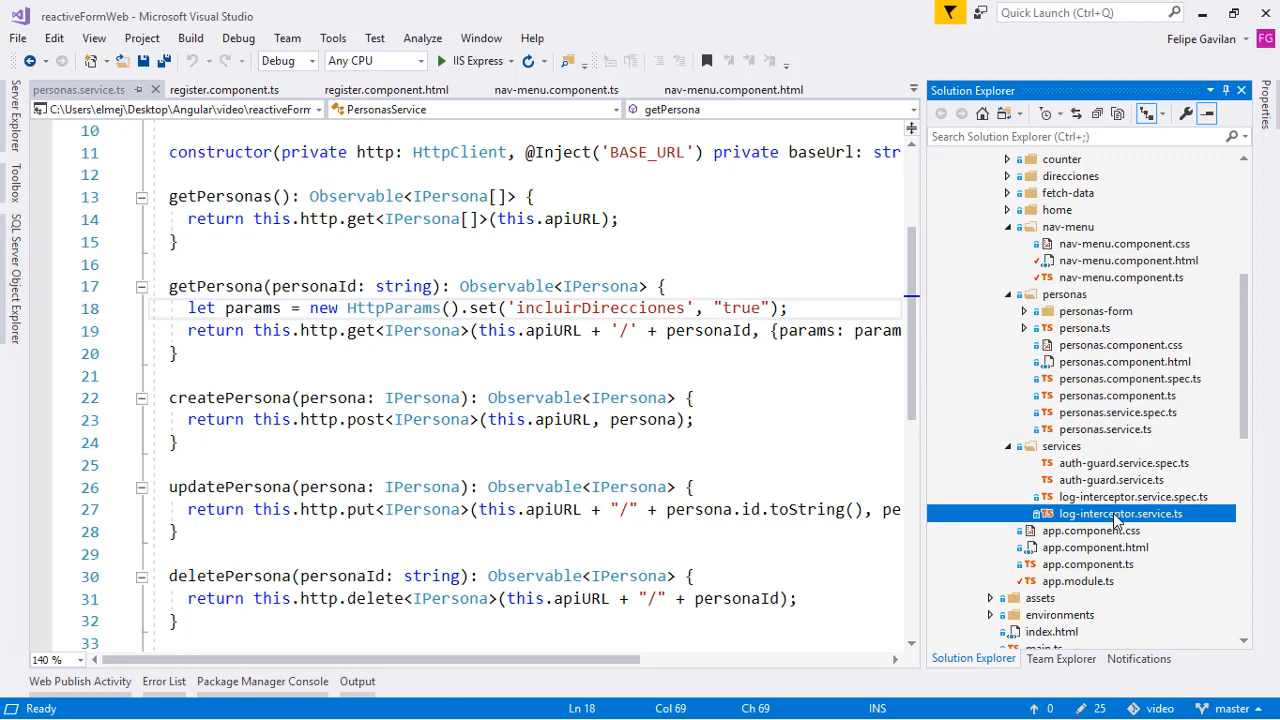 reactiveFormWeb - Microsoft Visual Studio
Quick Launch (Ctrl+Q)
File Edit View Project Build Debug Team Tools Test Analyze Window Help
Felipe Gavilan FG
Debug Any CPU IIS Express
personas.service.ts register.component.ts register.component.html nav-menu.component.ts nav-menu.component.html
C:\Users\elmej\Desktop\Angular\video\reactiveForm PersonasService getPersona
10
11 constructor(private http: HttpClient, @Inject('BASE_URL') private baseUrl: str
12
13 getPersonas(): Observable<IPersona[]> {
14 return this.http.get<IPersona[]>(this.apiURL);
15 }
16
17 getPersona(personaId: string): Observable<IPersona> {
18 let params = new HttpParams().set('incluirDirecciones', "true");
19 return this.http.get<IPersona>(this.apiURL + '/' + personaId, {params: param
20 }
21
22 createPersona(persona: IPersona): Observable<IPersona> {
23 return this.http.post<IPersona>(this.apiURL, persona);
24 }
25
26 updatePersona(persona: IPersona): Observable<IPersona> {
27 return this.http.put<IPersona>(this.apiURL + "/" + persona.id.toString(), pe
28 }
29
30 deletePersona(personaId: string): Observable<IPersona> {
31 return this.http.delete<IPersona>(this.apiURL + "/" + personaId);
32 }
33
140 %
Server Explorer
Toolbox
SQL Server Object Explorer
Solution Explorer
Search Solution Explorer (Ctrl+;)
counter
direcciones
fetch-data
home
nav-menu
nav-menu.component.css
nav-menu.component.html
nav-menu.component.ts
personas
personas-form
persona.ts
personas.component.css
personas.component.html
personas.component.spec.ts
personas.component.ts
personas.service.spec.ts
personas.service.ts
services
auth-guard.service.spec.ts
auth-guard.service.ts
log-interceptor.service.spec.ts
log-interceptor.service.ts
app.component.css
app.component.html
app.component.ts
app.module.ts
assets
environments
index.html
main.ts
Solution Explorer Team Explorer Notifications
Properties
Web Publish Activity Error List Package Manager Console Output
Ready Ln 18 Col 69 Ch 69 INS 0 25 video master